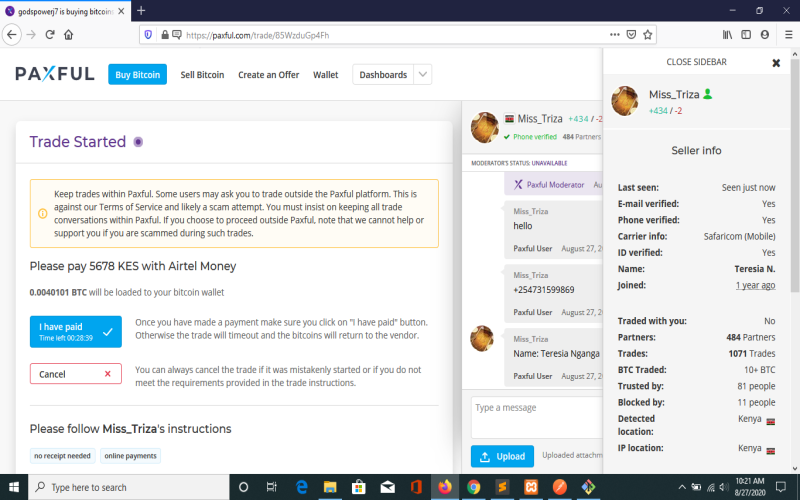 godspowerj7 is buying bitcoins
https://paxful.com/trade/85WzduGp4Fh
PAXFUL
Buy Bitcoin
Sell Bitcoin
Create an Offer
Wallet
Dashboards
Trade Started
Keep trades within Paxful. Some users may ask you to trade outside the Paxful platform. This is
against our Terms of Service and likely a scam attempt. You must insist on keeping all trade
conversations within Paxful. If you choose to proceed outside Paxful, note that we cannot help or
support you if you are scammed during such trades.
Please pay 5678 KES with Airtel Money
0.0040101 BTC will be loaded to your bitcoin wallet
I have paid
Time left 00:28:39
Once you have made a payment make sure you click on "I have paid" button.
Otherwise the trade will timeout and the bitcoins will return to the vendor.
Cancel
You can always cancel the trade if it was mistakenly started or if you do not
meet the requirements provided in the trade instructions.
Please follow Miss_Triza's instructions
no receipt needed
online payments
Miss_Triza +434 / -2
Phone verified 484 Partners
MODERATOR'S STATUS: UNAVAILABLE
Paxful Moderator Au
Miss_Triza
hello
Paxful User August 27, 20
Miss_Triza
+254731599869
Paxful User August 27, 20
Miss_Triza
Name: Teresia Nganga
Paxful User August 27, 20
Type a message
Upload
Uploaded attachm
CLOSE SIDEBAR
Miss_Triza
+434 / -2
Seller info
Last seen: Seen just now
E-mail verified: Yes
Phone verified: Yes
Carrier info: Safaricom (Mobile)
ID verified: Yes
Name: Teresia N.
Joined: 1 year ago
Traded with you: No
Partners: 484 Partners
Trades: 1071 Trades
BTC Traded: 10+ BTC
Trusted by: 81 people
Blocked by: 11 people
Detected Kenya
location:
IP location: Kenya
Type here to search
10:21 AM
8/27/2020